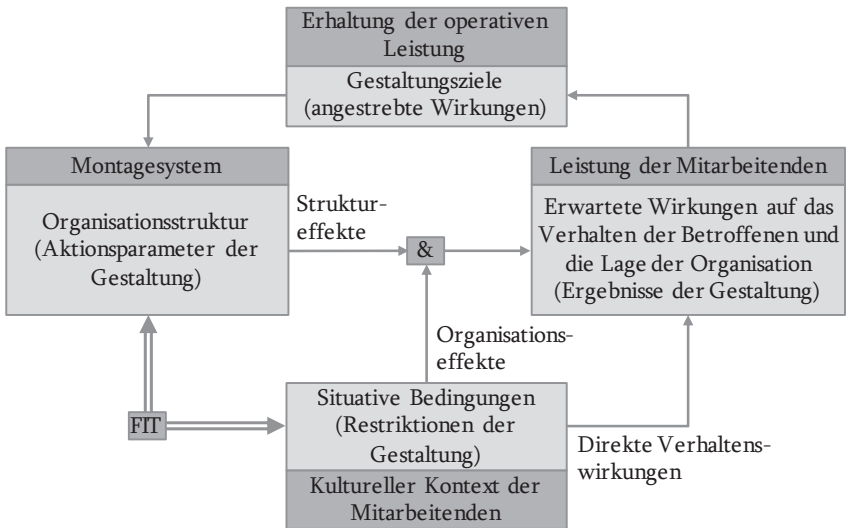 Erhaltung der operativen
Leistung
Gestaltungsziele
(angestrebte Wirkungen)
Montagesystem
Organisationsstruktur
(Aktionsparameter der
Gestaltung)
Struktur-
effekte
&
Leistung der Mitarbeitenden
Erwartete Wirkungen auf das
Verhalten der Betroffenen und
die Lage der Organisation
(Ergebnisse der Gestaltung)
Organisations-
effekte
FIT
Situative Bedingungen
(Restriktionen der
Gestaltung)
Kultureller Kontext der
Mitarbeitenden
Direkte Verhaltens-
wirkungen